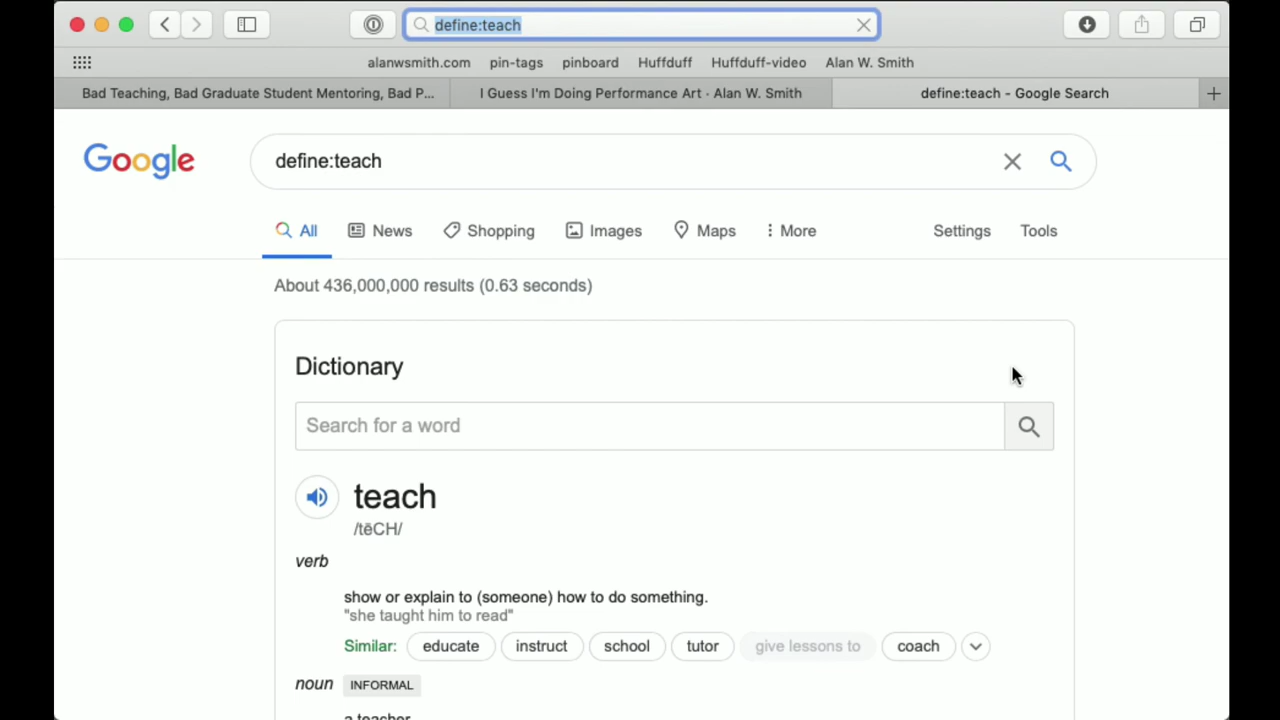 define:teach
alanwsmith.com pin-tags pinboard Huffduff Huffduff-video Alan W. Smith
Bad Teaching, Bad Graduate Student Mentoring, Bad P... I Guess I'm Doing Performance Art · Alan W. Smith define:teach - Google Search
Google define:teach
All News Shopping Images Maps More Settings Tools
About 436,000,000 results (0.63 seconds)
Dictionary
Search for a word
teach
/tēCH/
verb
show or explain to (someone) how to do something.
"she taught him to read"
Similar: educate instruct school tutor give lessons to coach
noun INFORMAL
a teacher